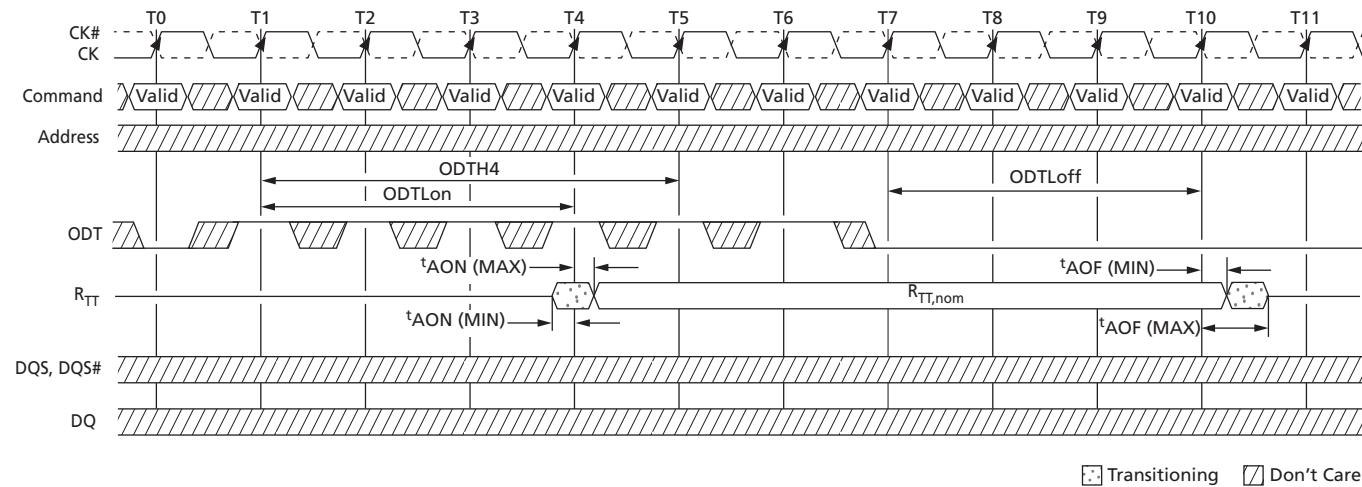 T0 T1 T2 T3 T4 T5 T6 T7 T8 T9 T10 T11
CK#
CK
Command Valid Valid Valid Valid Valid Valid Valid Valid Valid Valid Valid Valid
Address
ODTH4
ODTLoff
ODTLon
ODT
tAON (MAX) tAOF (MIN)
RTT RTT,nom
tAON (MIN) tAOF (MAX)
DQS, DQS#
DQ
Transitioning Don't Care